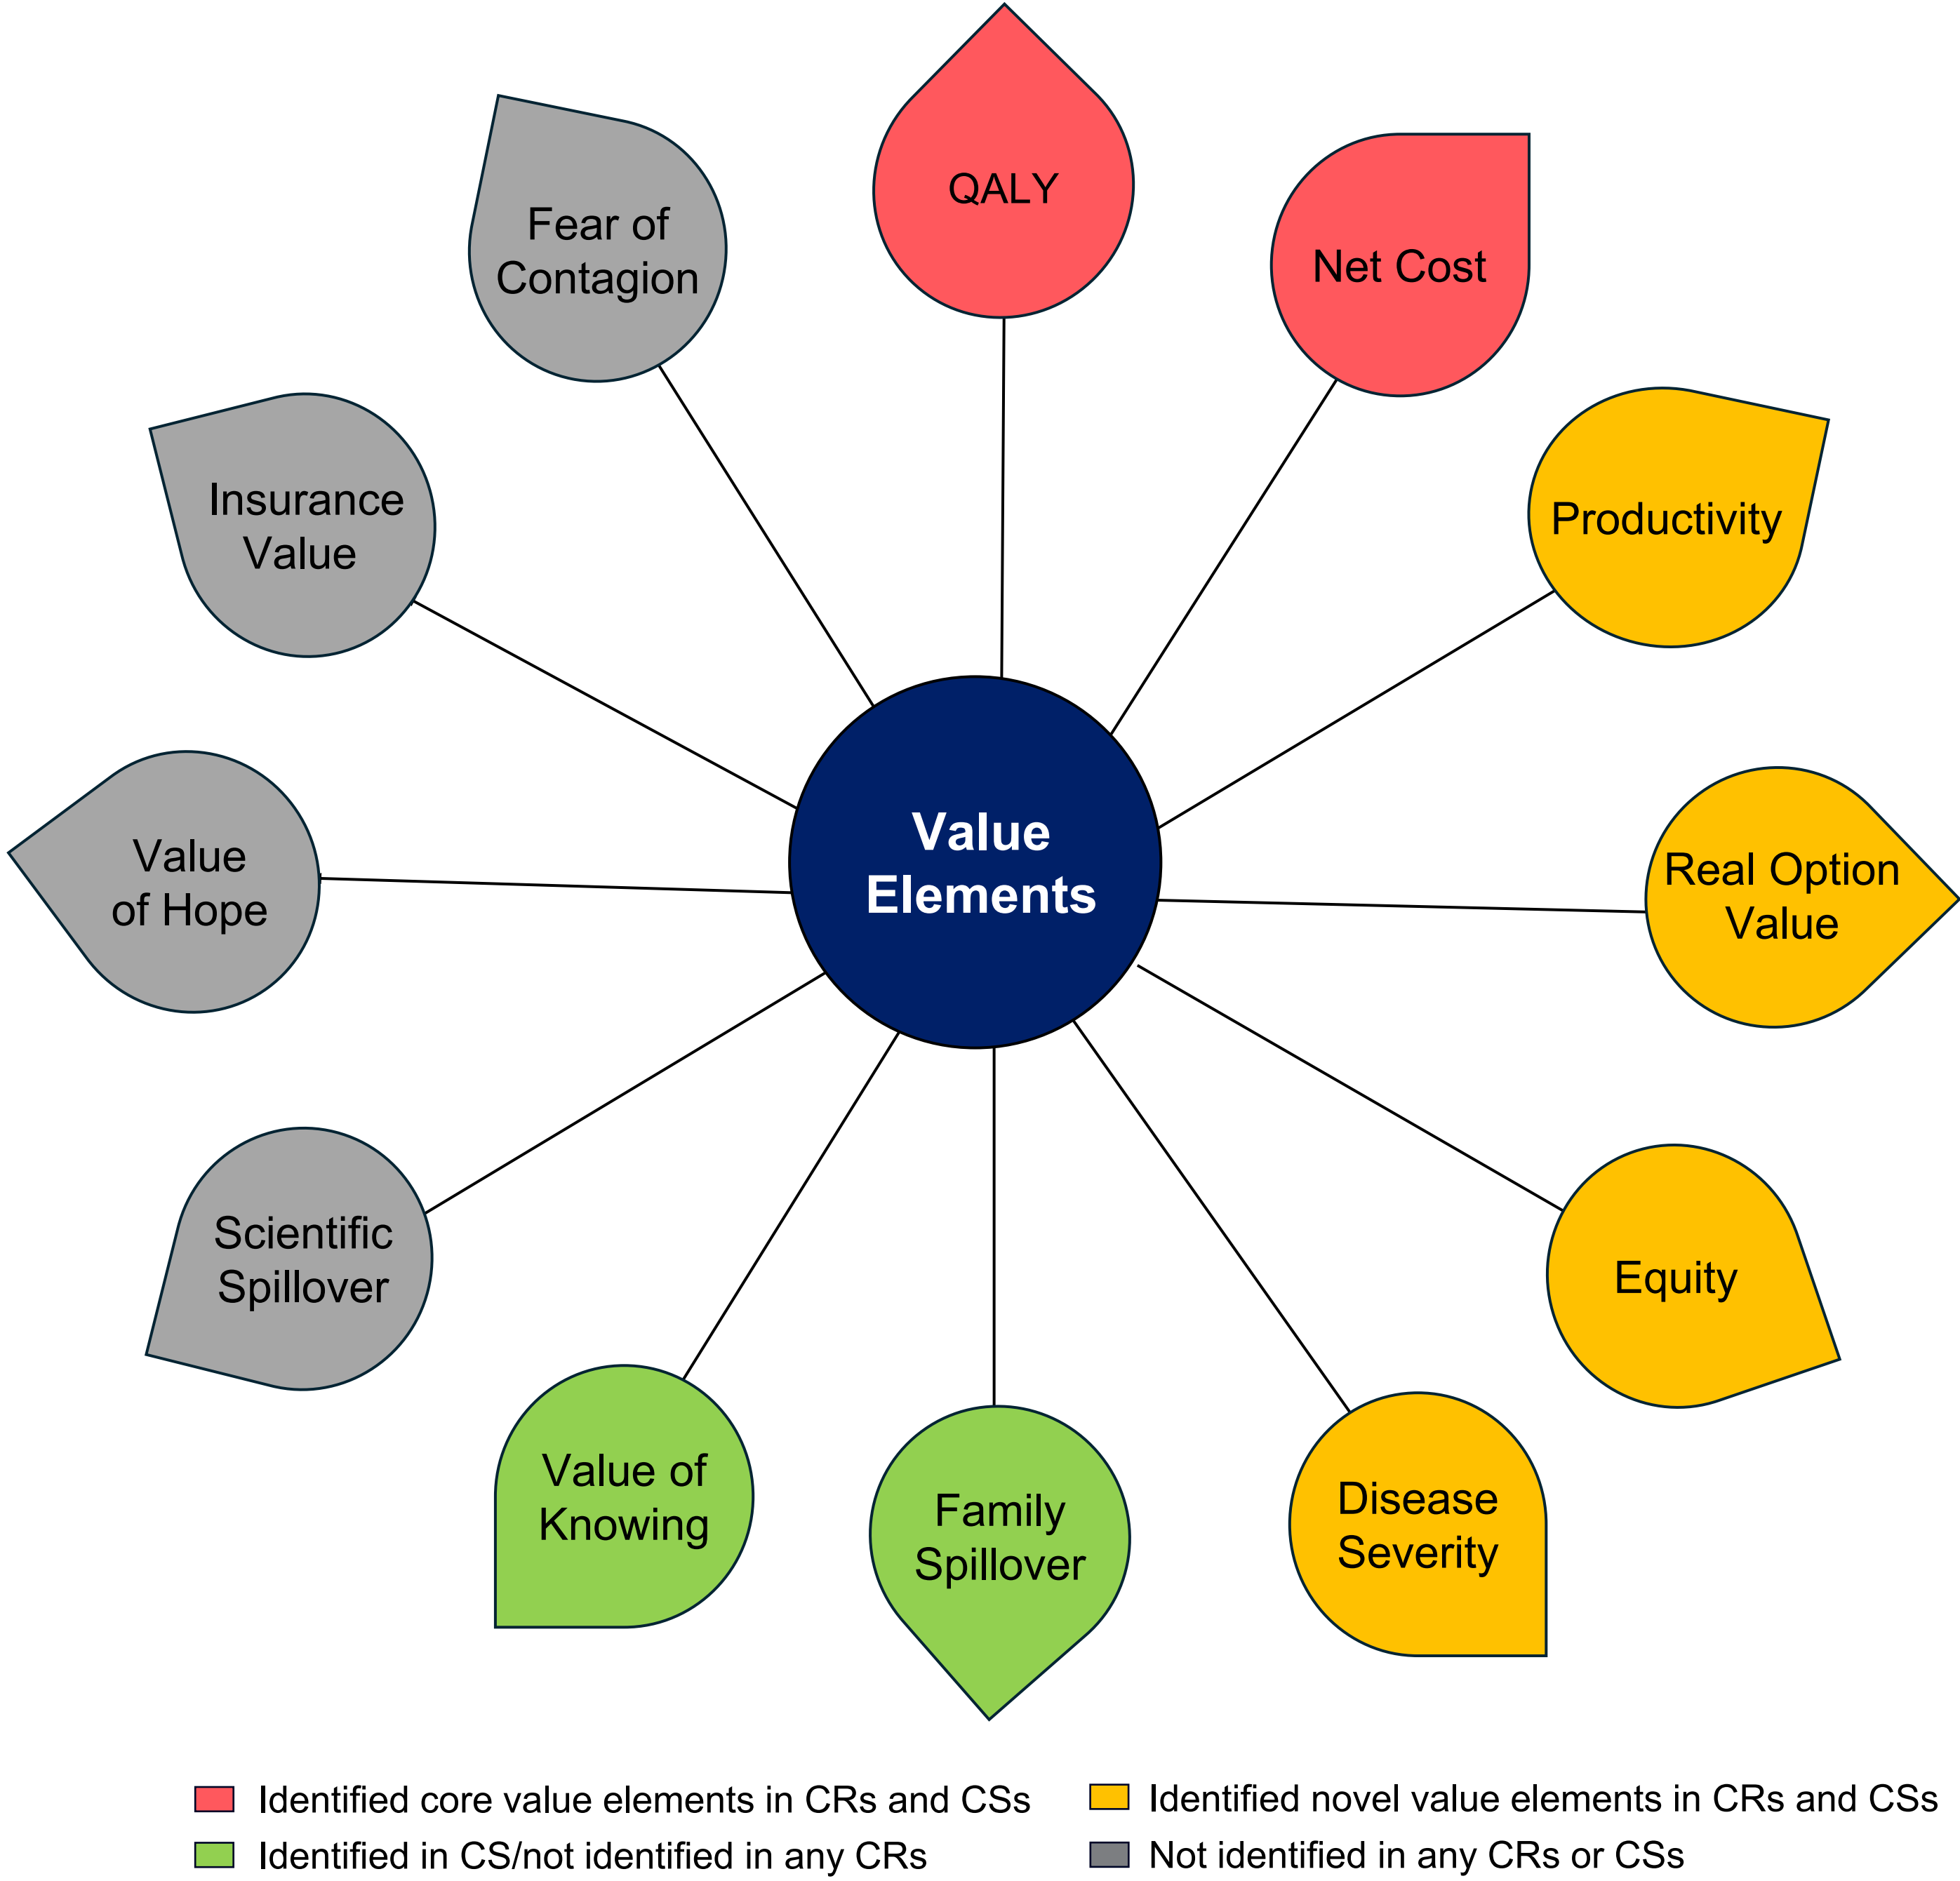 QALY
Net Cost
Productivity
Real Option
Value
Equity
Disease
Severity
Family
Spillover
Value of
Knowing
Scientific
Spillover
Value
of Hope
Insurance
Value
Fear of
Contagion
Value
Elements
Identified core value elements in CRs and CSs
Identified novel value elements in CRs and CSs
Identified in CS/not identified in any CRs
Not identified in any CRs or CSs